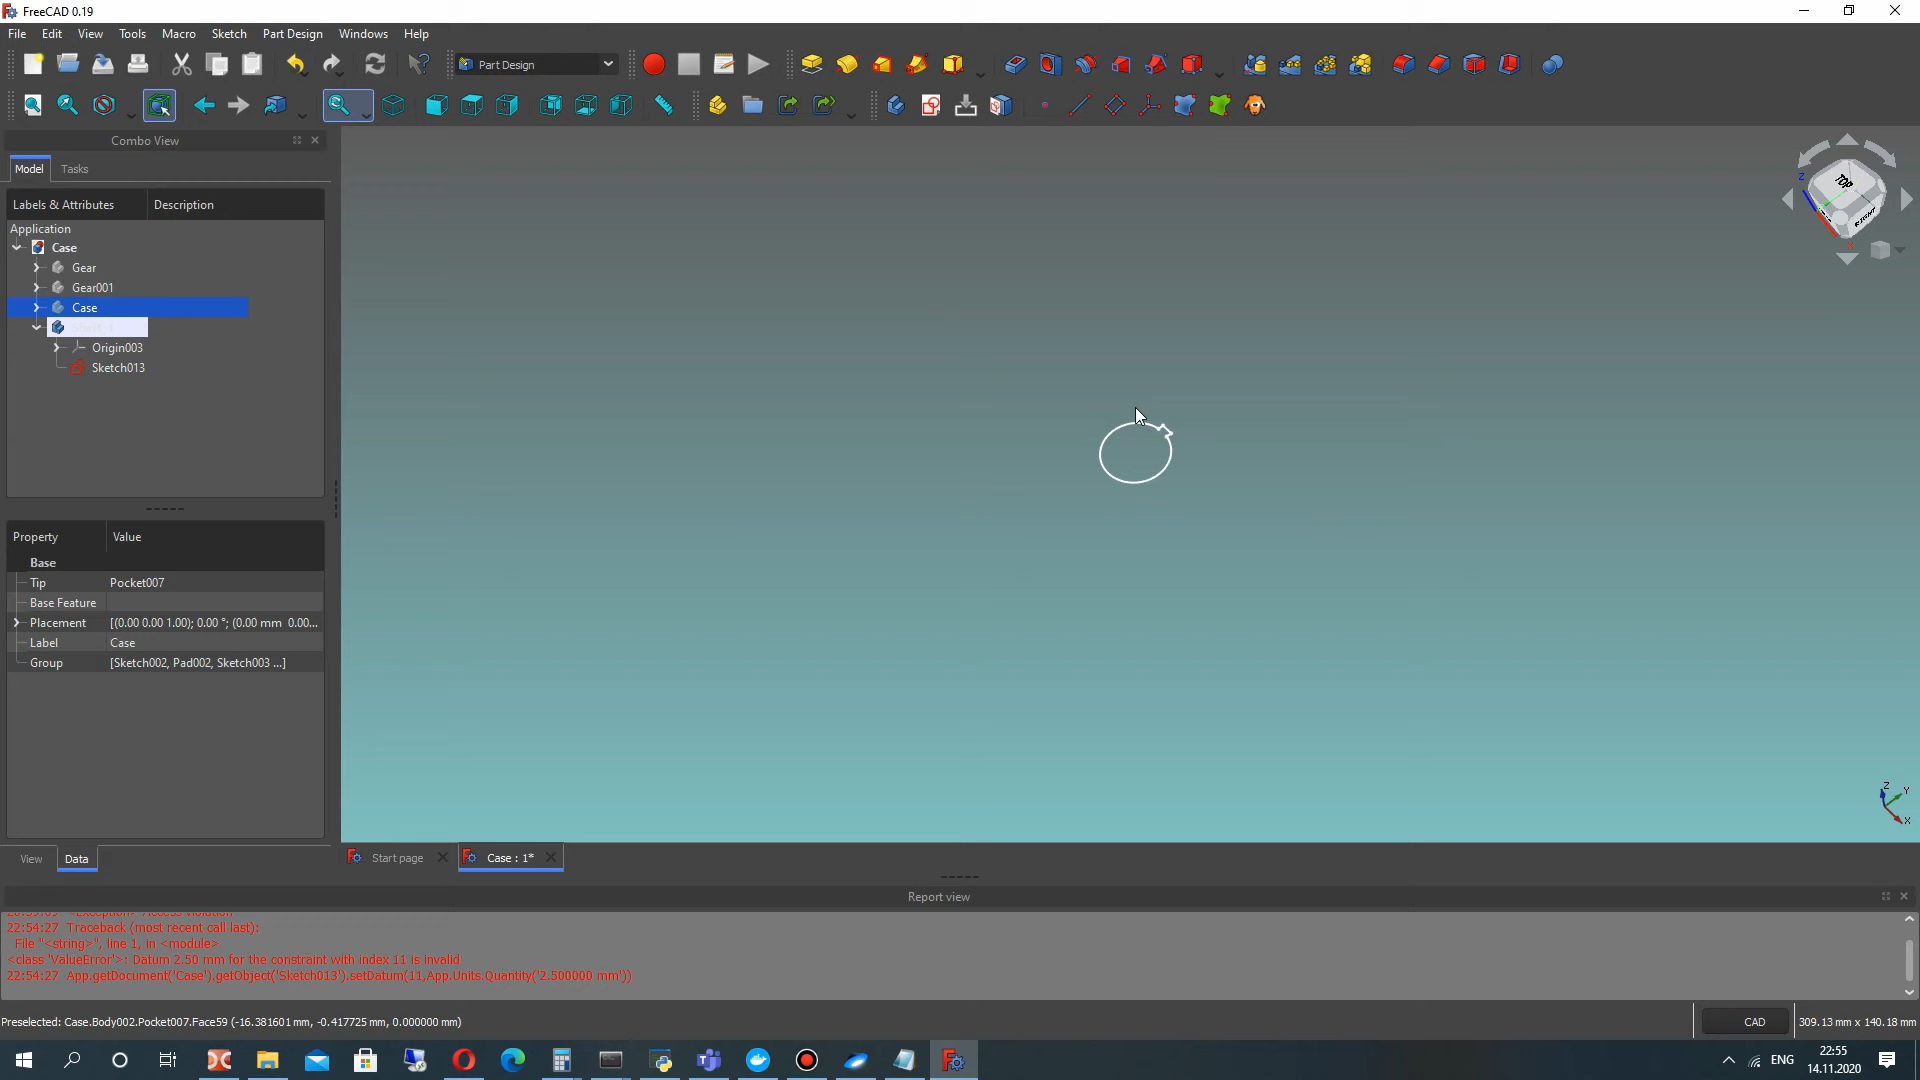 FreeCAD 0.19
File Edit View Tools Macro Sketch Part Design Windows Help
Part Design
Combo View
Model Tasks
Labels & Attributes Description
Application
Case
Gear
Gear001
Case
Origin003
Sketch013
Property Value
Base
Tip Pocket007
Base Feature
Placement [(0.00 0.00 1.00); 0.00 °; (0.00 mm 0.00...
Label Case
Group [Sketch002, Pad002, Sketch003 ...]
View Data
TOP
RIGHT
Z
X
Z
Y
X
Start page Case : 1*
Report view
22:54:27 Traceback (most recent call last):
File "<string>", line 1, in <module>
<class 'ValueError'>: Datum 2.50 mm for the constraint with index 11 is invalid
22:54:27 App.getDocument('Case').getObject('Sketch013').setDatum(11,App.Units.Quantity('2.500000 mm'))
Preselected: Case.Body002.Pocket007.Face59 (-16.381601 mm, -0.417725 mm, 0.000000 mm)
CAD 309.13 mm x 140.18 mm
ENG
22:55
14.11.2020